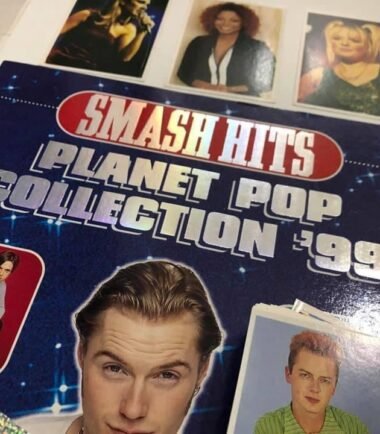 SMASH HITS
PLANET POP
COLLECTION '99